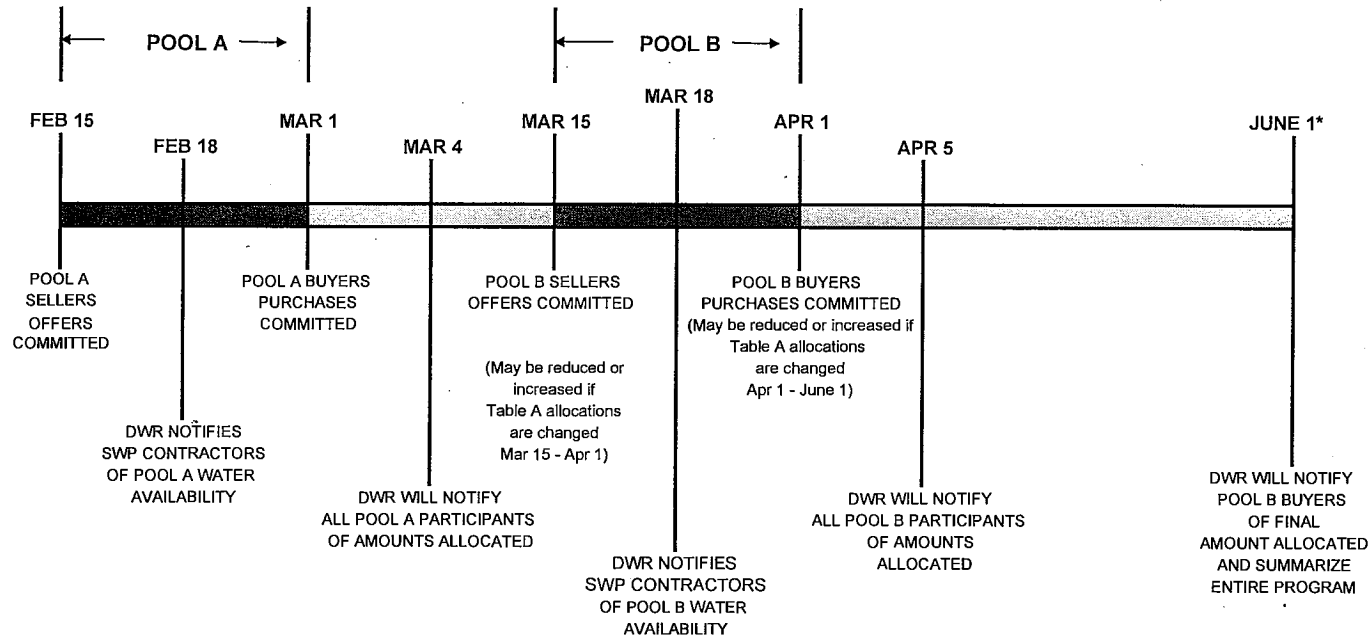 POOL A
POOL B
FEB 15
FEB 18
MAR 1
MAR 4
MAR 15
MAR 18
APR 1
APR 5
JUNE 1*
POOL A
SELLERS
OFFERS
COMMITTED
DWR NOTIFIES
SWP CONTRACTORS
OF POOL A WATER
AVAILABILITY
POOL A BUYERS
PURCHASES
COMMITTED
DWR WILL NOTIFY
ALL POOL A PARTICIPANTS
OF AMOUNTS ALLOCATED
POOL B SELLERS
OFFERS COMMITTED
(May be reduced or
increased if
Table A allocations
are changed
Mar 15 - Apr 1)
DWR NOTIFIES
SWP CONTRACTORS
OF POOL B WATER
AVAILABILITY
POOL B BUYERS
PURCHASES COMMITTED
(May be reduced or increased if
Table A allocations
are changed
Apr 1 - June 1)
DWR WILL NOTIFY
ALL POOL B PARTICIPANTS
OF AMOUNTS
ALLOCATED
DWR WILL NOTIFY
POOL B BUYERS
OF FINAL
AMOUNT ALLOCATED
AND SUMMARIZE
ENTIRE PROGRAM